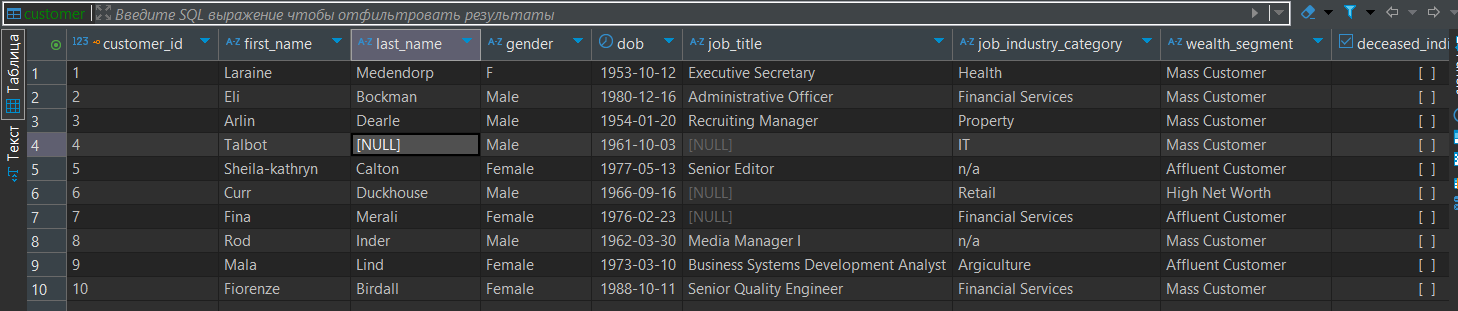 customer Введите SQL выражение чтобы отфильтровать результаты
Таблица
Текст
123 customer_id A-Z first_name A-Z last_name A-Z gender dob A-Z job_title A-Z job_industry_category A-Z wealth_segment deceased_indi
1 1 Laraine Medendorp F 1953-10-12 Executive Secretary Health Mass Customer [ ]
2 2 Eli Bockman Male 1980-12-16 Administrative Officer Financial Services Mass Customer [ ]
3 3 Arlin Dearle Male 1954-01-20 Recruiting Manager Property Mass Customer [ ]
4 4 Talbot [NULL] Male 1961-10-03 [NULL] IT Mass Customer [ ]
5 5 Sheila-kathryn Calton Female 1977-05-13 Senior Editor n/a Affluent Customer [ ]
6 6 Curr Duckhouse Male 1966-09-16 [NULL] Retail High Net Worth [ ]
7 7 Fina Merali Female 1976-02-23 [NULL] Financial Services Affluent Customer [ ]
8 8 Rod Inder Male 1962-03-30 Media Manager I n/a Mass Customer [ ]
9 9 Mala Lind Female 1973-03-10 Business Systems Development Analyst Argiculture Affluent Customer [ ]
10 10 Fiorenze Birdall Female 1988-10-11 Senior Quality Engineer Financial Services Mass Customer [ ]